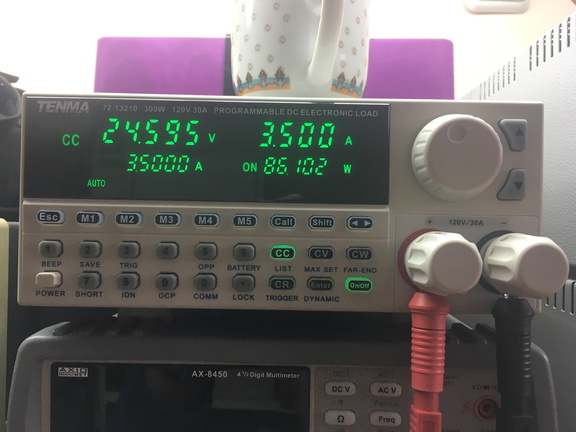 TENMA
72-13210 300W 120V 30A PROGRAMMABLE DC ELECTRONIC LOAD
CC 24.595 V 3.500 A
3.5000 A ON 86.102 W
AUTO
Esc M1 M2 M3 M4 M5 Call Shift
1 2 3 4 5 6 CC CV CW
BEEP SAVE TRIG OPP BATTERY LIST MAX SET FAR-END
7 8 9 0 CR Enter On/Off
POWER SHORT IDN OCP COMM LOCK TRIGGER DYNAMIC
+ 120V/30A −
AX-8450 4 1/2 Digit Multimeter
DC V AC V
Ω Freq